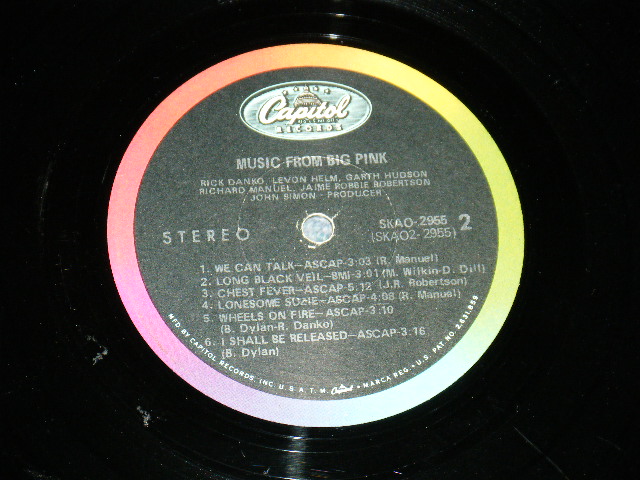 Capitol
RECORDS
MUSIC FROM BIG PINK
RICK DANKO, LEVON HELM, GARTH HUDSON
RICHARD MANUEL, JAIME ROBBIE ROBERTSON
JOHN SIMON - PRODUCER
STEREO
SKAO-2955
(SKAO2-2955)
2
1. WE CAN TALK—ASCAP-3:03 (R. Manuel)
2. LONG BLACK VEIL—BMI-3:01 (M. Wilkin-D. Dill)
3. CHEST FEVER—ASCAP-5:12 (J.R. Robertson)
4. LONESOME SUZIE—ASCAP-4:08 (R. Manuel)
5. WHEELS ON FIRE—ASCAP-3:10
(B. Dylan-R. Danko)
6. I SHALL BE RELEASED—ASCAP-3:16
(B. Dylan)
MFD. BY CAPITOL RECORDS, INC. U.S.A. T.M. Capitol • MARCA REG. • U.S. PAT. NO. 2,631,859